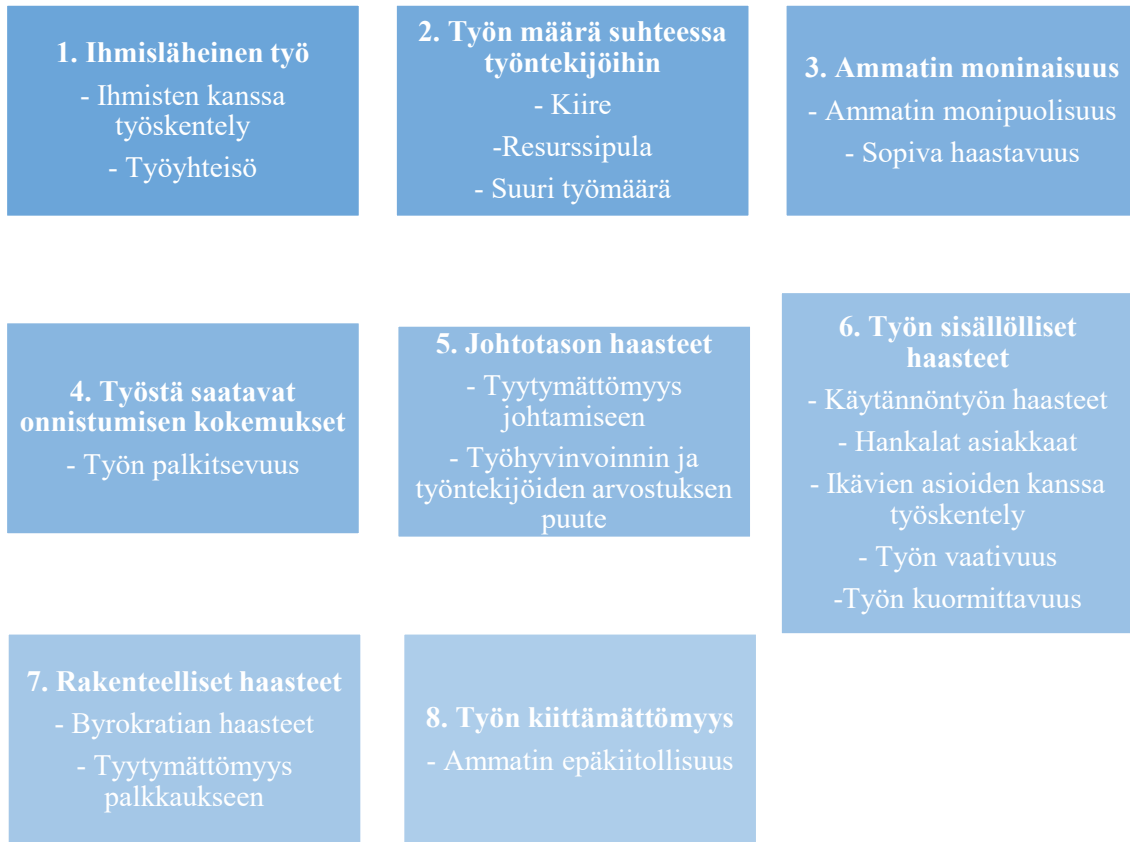 1. Ihmisläheinen työ
- Ihmisten kanssa
työskentely
- Työyhteisö
2. Työn määrä suhteessa
työntekijöihin
- Kiire
-Resurssipula
- Suuri työmäärä
3. Ammatin moninaisuus
- Ammatin monipuolisuus
- Sopiva haastavuus
4. Työstä saatavat
onnistumisen kokemukset
- Työn palkitsevuus
5. Johtotason haasteet
- Tyytymättömyys
johtamiseen
- Työhyvinvoinnin ja
työntekijöiden arvostuksen
puute
6. Työn sisällölliset
haasteet
- Käytännöntyön haasteet
- Hankalat asiakkaat
- Ikävien asioiden kanssa
työskentely
- Työn vaativuus
-Työn kuormittavuus
7. Rakenteelliset haasteet
- Byrokratian haasteet
- Tyytymättömyys
palkkaukseen
8. Työn kiittämättömyys
- Ammatin epäkiitollisuus